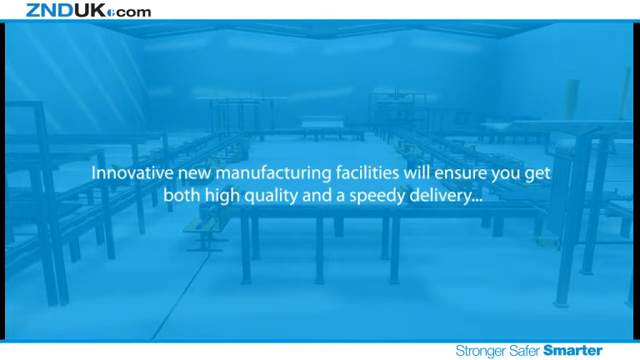 ZNDUK.com
Innovative new manufacturing facilities will ensure you get
both high quality and a speedy delivery...
Stronger Safer Smarter